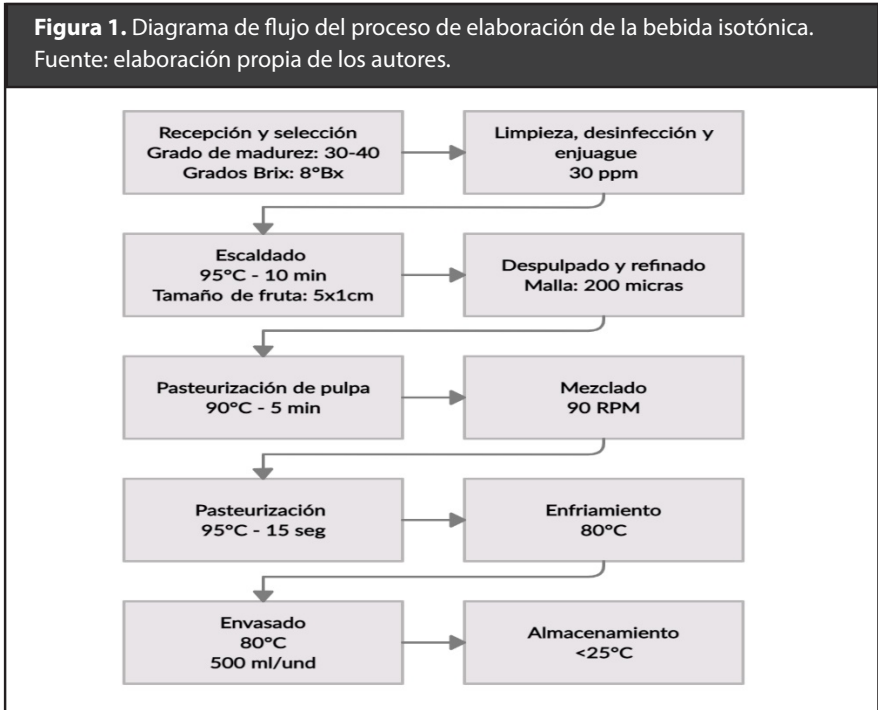 Figura 1. Diagrama de flujo del proceso de elaboración de la bebida isotónica.
Fuente: elaboración propia de los autores.
Recepción y selección
Grado de madurez: 30-40
Grados Brix: 8°Bx
Limpieza, desinfección y
enjuague
30 ppm
Escaldado
95°C - 10 min
Tamaño de fruta: 5x1cm
Despulpado y refinado
Malla: 200 micras
Pasteurización de pulpa
90°C - 5 min
Mezclado
90 RPM
Pasteurización
95°C - 15 seg
Enfriamiento
80°C
Envasado
80°C
500 ml/und
Almacenamiento
<25°C